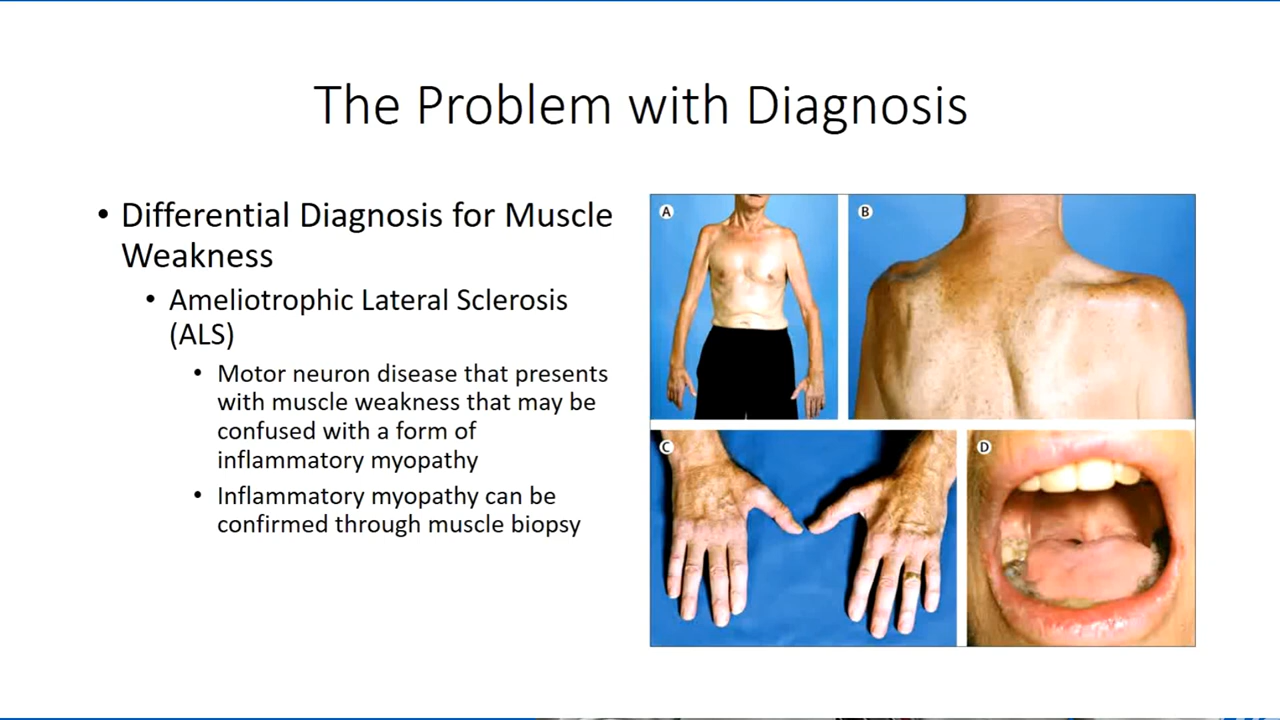 The Problem with Diagnosis
• Differential Diagnosis for Muscle
Weakness
• Ameliotrophic Lateral Sclerosis
(ALS)
• Motor neuron disease that presents
with muscle weakness that may be
confused with a form of
inflammatory myopathy
• Inflammatory myopathy can be
confirmed through muscle biopsy
A
B
C
D